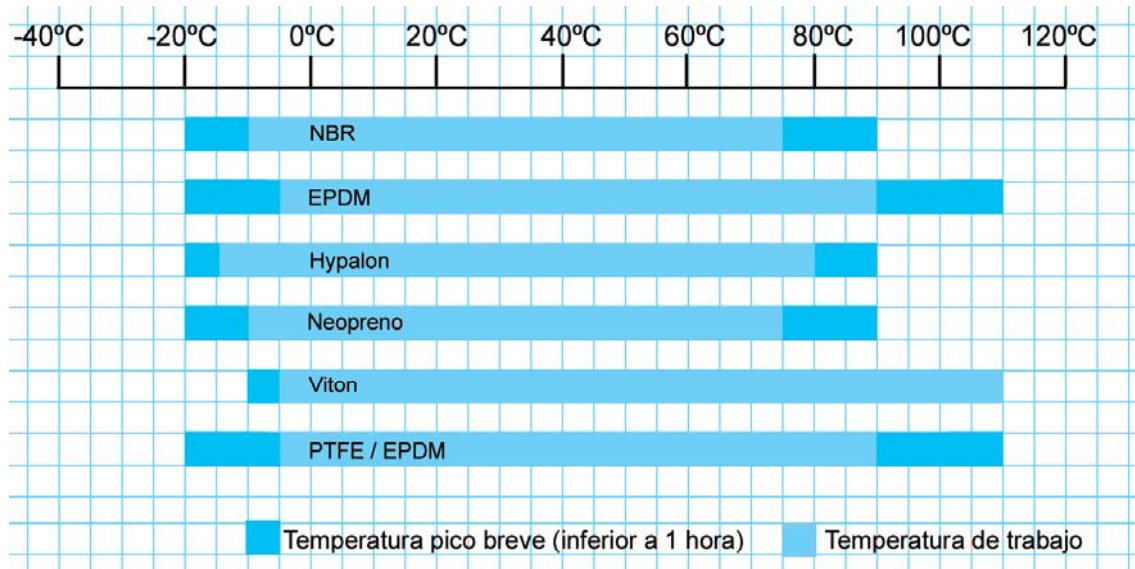 -40ºC -20ºC 0ºC 20ºC 40ºC 60ºC 80ºC 100ºC 120ºC
NBR
EPDM
Hypalon
Neopreno
Viton
PTFE / EPDM
Temperatura pico breve (inferior a 1 hora) Temperatura de trabajo